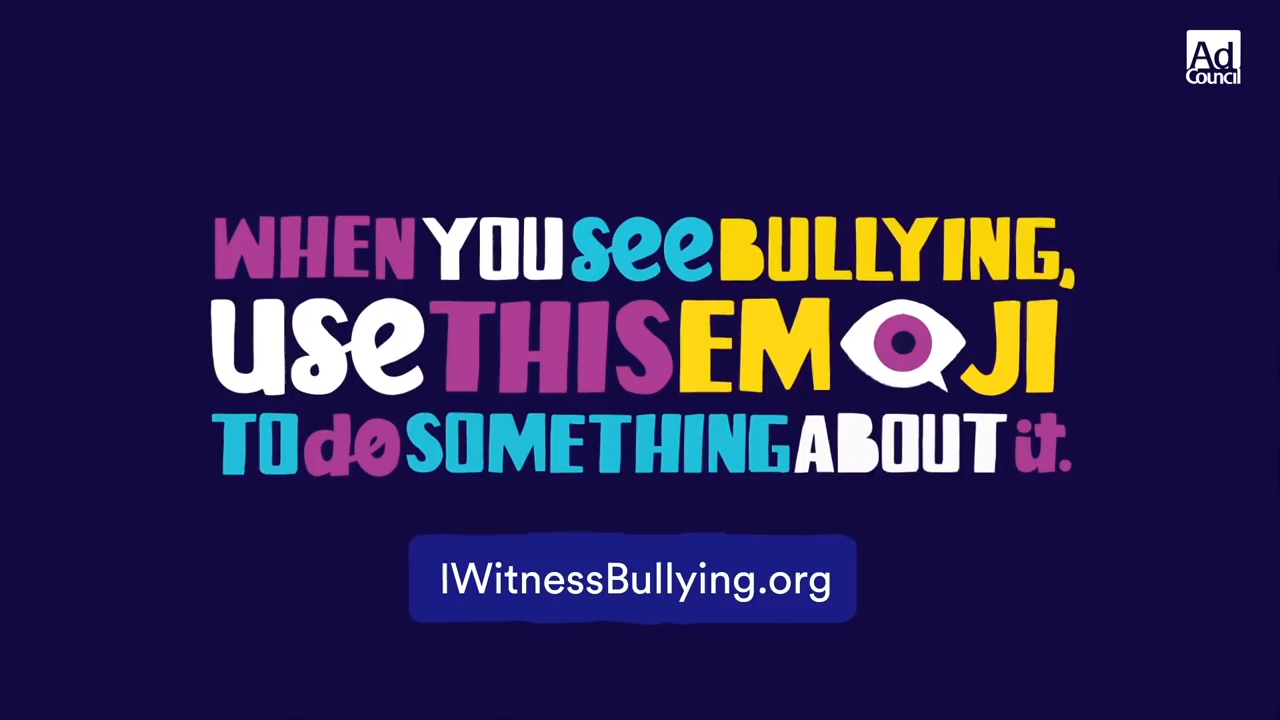 Ad
Council
WHEN YOU see BULLYING,
use THIS EMOJI
TO do SOMETHING ABOUT it.
IWitnessBullying.org